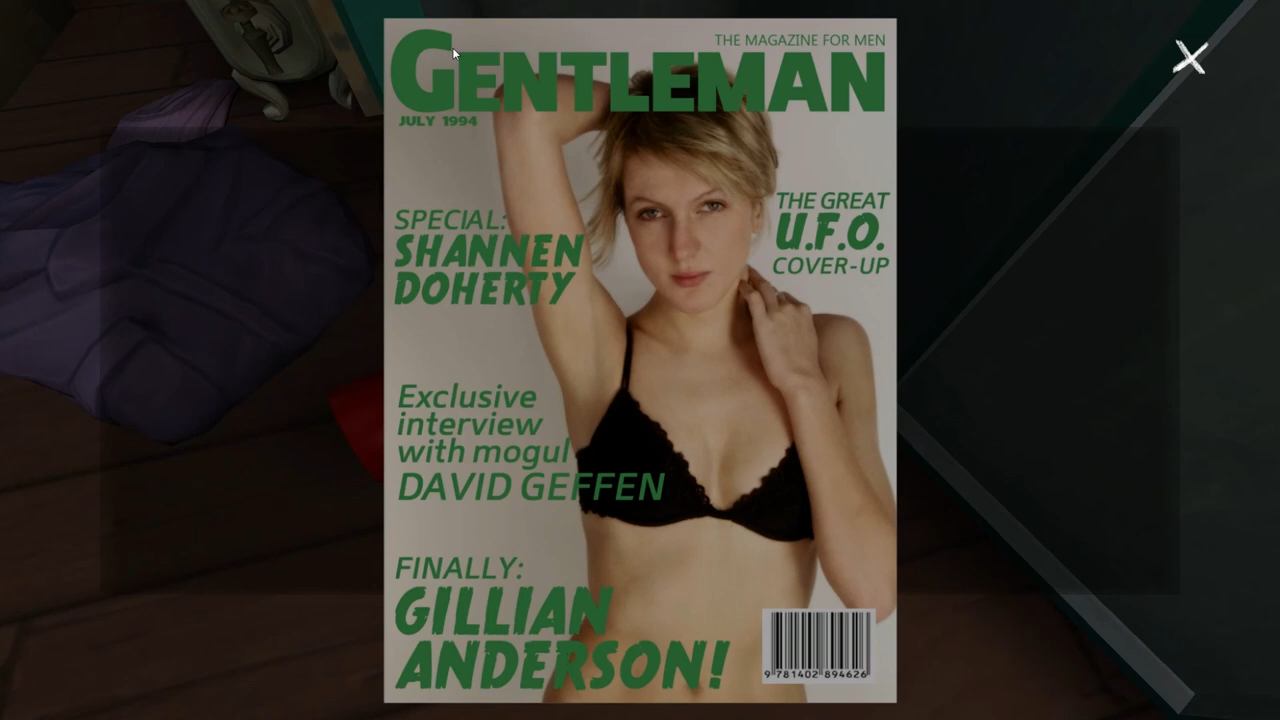 THE MAGAZINE FOR MEN
GENTLEMAN
JULY 1994
SPECIAL:
SHANNEN
DOHERTY
THE GREAT
U.F.O.
COVER-UP
Exclusive
interview
with mogul
DAVID GEFFEN
FINALLY:
GILLIAN
ANDERSON!
9 781402 894626